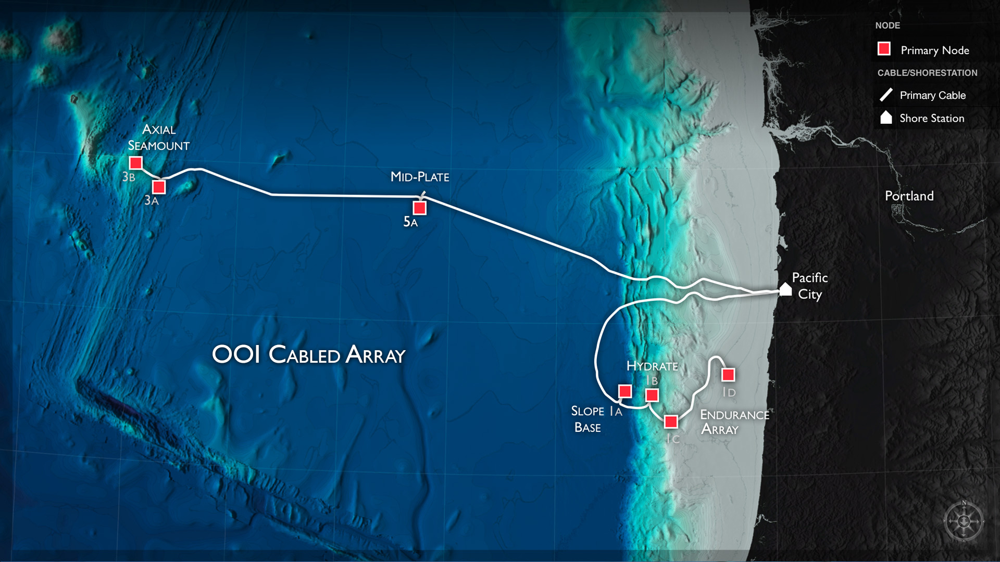 NODE
Primary Node
CABLE/SHORESTATION
Primary Cable
Shore Station
AXIAL
SEAMOUNT
3B
3A
MID-PLATE
5A
Portland
Pacific
City
OOI CABLED ARRAY
HYDRATE
1B
1D
SLOPE 1A
BASE
ENDURANCE
ARRAY
1C
N